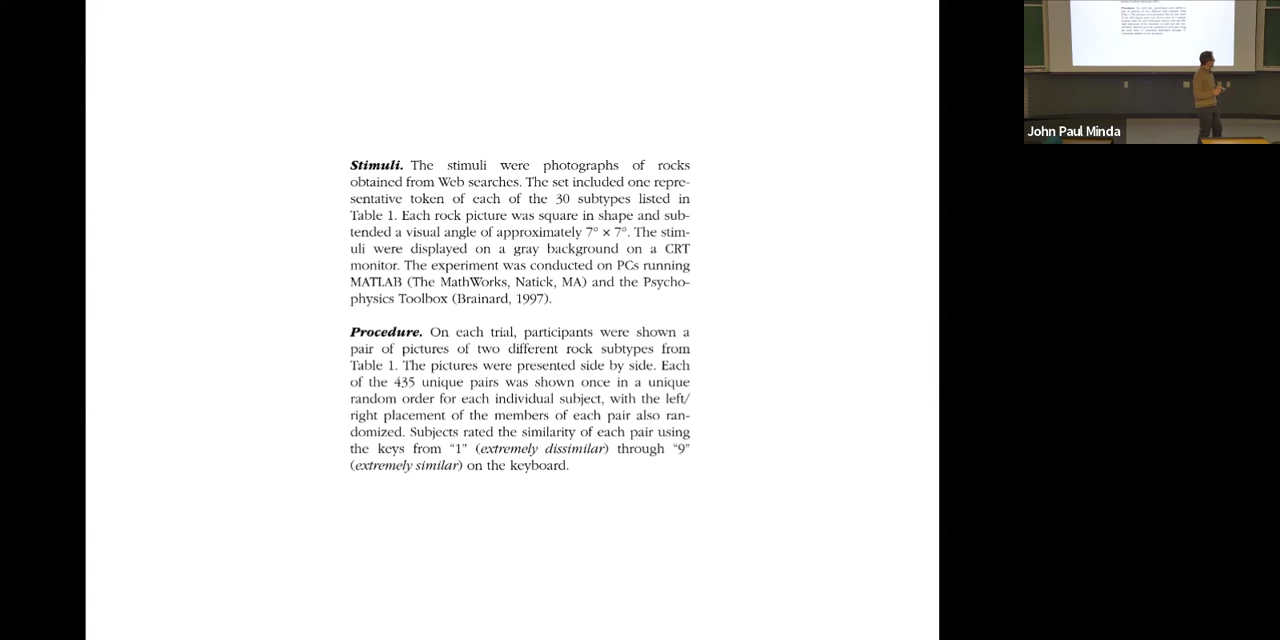 Stimuli. The stimuli were photographs of rocks
obtained from Web searches. The set included one repre-
sentative token of each of the 30 subtypes listed in
Table 1. Each rock picture was square in shape and sub-
tended a visual angle of approximately 7° × 7°. The stim-
uli were displayed on a gray background on a CRT
monitor. The experiment was conducted on PCs running
MATLAB (The MathWorks, Natick, MA) and the Psycho-
physics Toolbox (Brainard, 1997).
Procedure. On each trial, participants were shown a
pair of pictures of two different rock subtypes from
Table 1. The pictures were presented side by side. Each
of the 435 unique pairs was shown once in a unique
random order for each individual subject, with the left/
right placement of the members of each pair also ran-
domized. Subjects rated the similarity of each pair using
the keys from “1” (extremely dissimilar) through “9”
(extremely similar) on the keyboard.
John Paul Minda